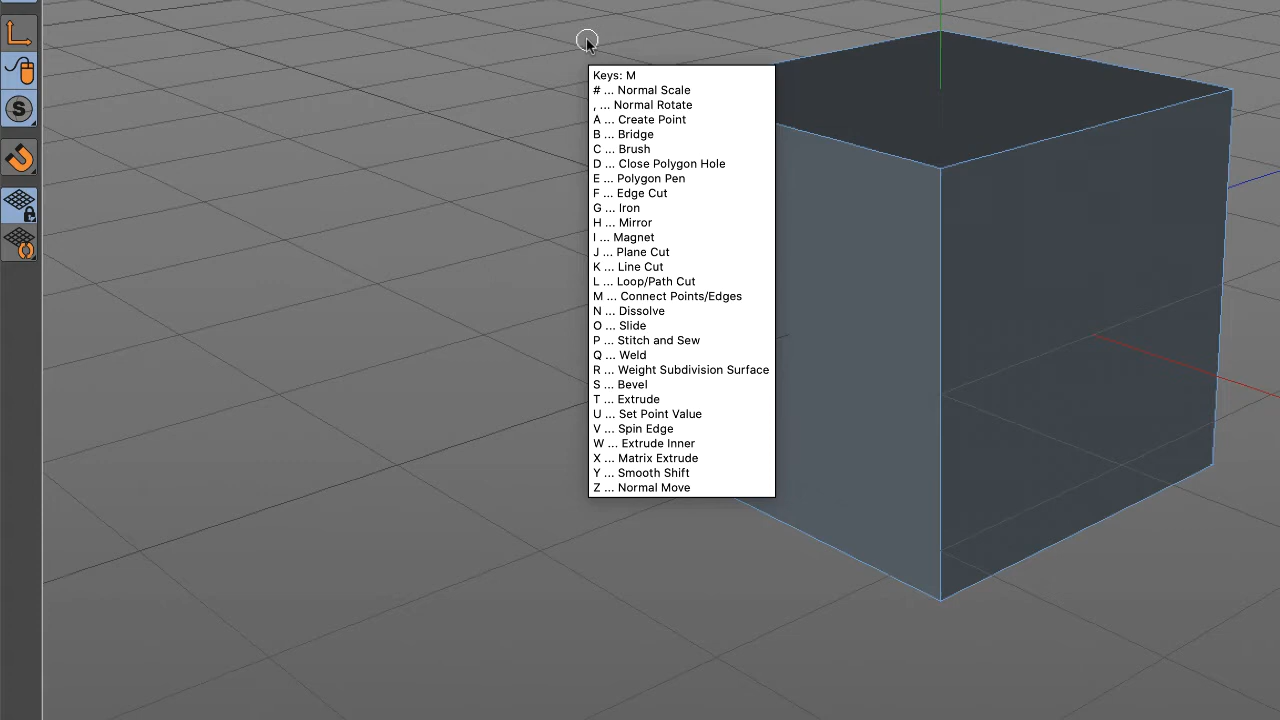 Keys: M
# ... Normal Scale
, ... Normal Rotate
A ... Create Point
B ... Bridge
C ... Brush
D ... Close Polygon Hole
E ... Polygon Pen
F ... Edge Cut
G ... Iron
H ... Mirror
I ... Magnet
J ... Plane Cut
K ... Line Cut
L ... Loop/Path Cut
M ... Connect Points/Edges
N ... Dissolve
O ... Slide
P ... Stitch and Sew
Q ... Weld
R ... Weight Subdivision Surface
S ... Bevel
T ... Extrude
U ... Set Point Value
V ... Spin Edge
W ... Extrude Inner
X ... Matrix Extrude
Y ... Smooth Shift
Z ... Normal Move
S